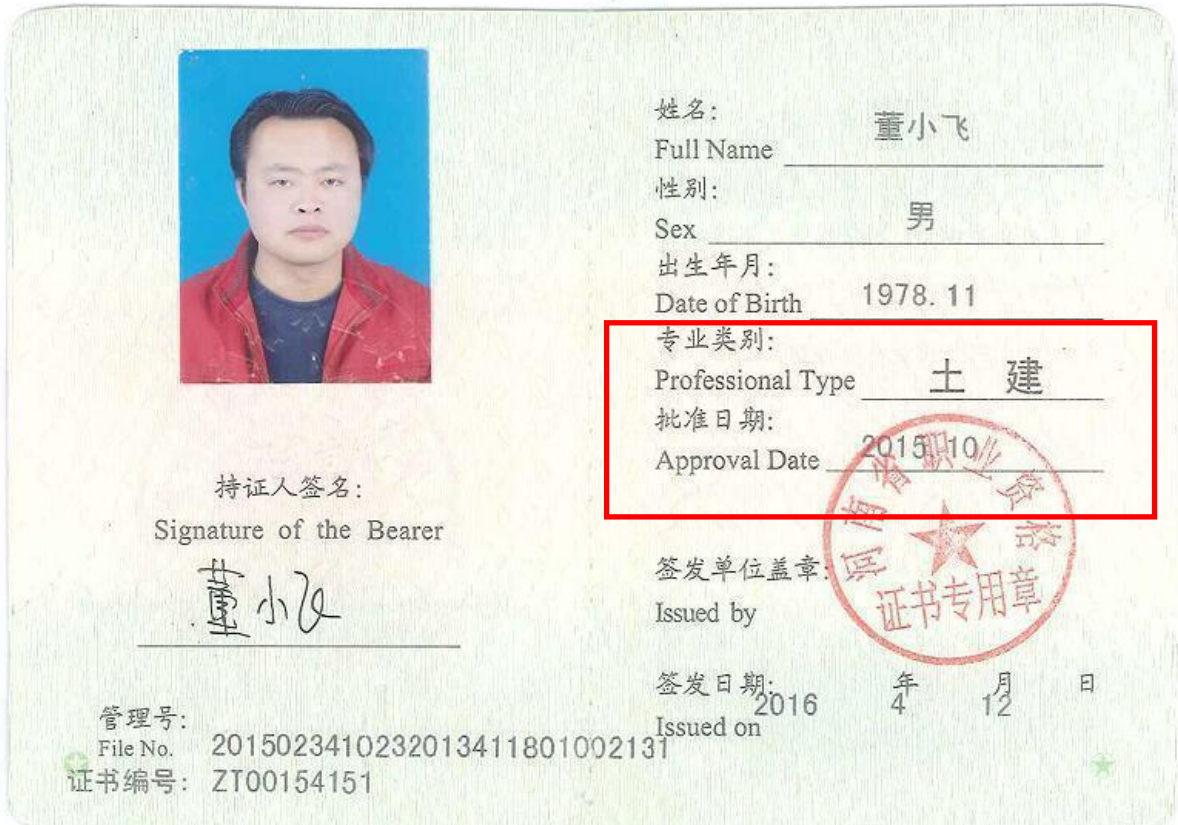 持证人签名:
Signature of the Bearer
董小飞
管理号:
File No. 2015023410232013411801002131
证书编号: ZT00154151
姓名:
Full Name 董小飞
性别:
Sex 男
出生年月:
Date of Birth 1978.11
专业类别:
Professional Type 土 建
批准日期:
Approval Date 2015.10
签发单位盖章:
Issued by
河南省职业资格
证书专用章
签发日期: 2016 年 4 月 12 日
Issued on